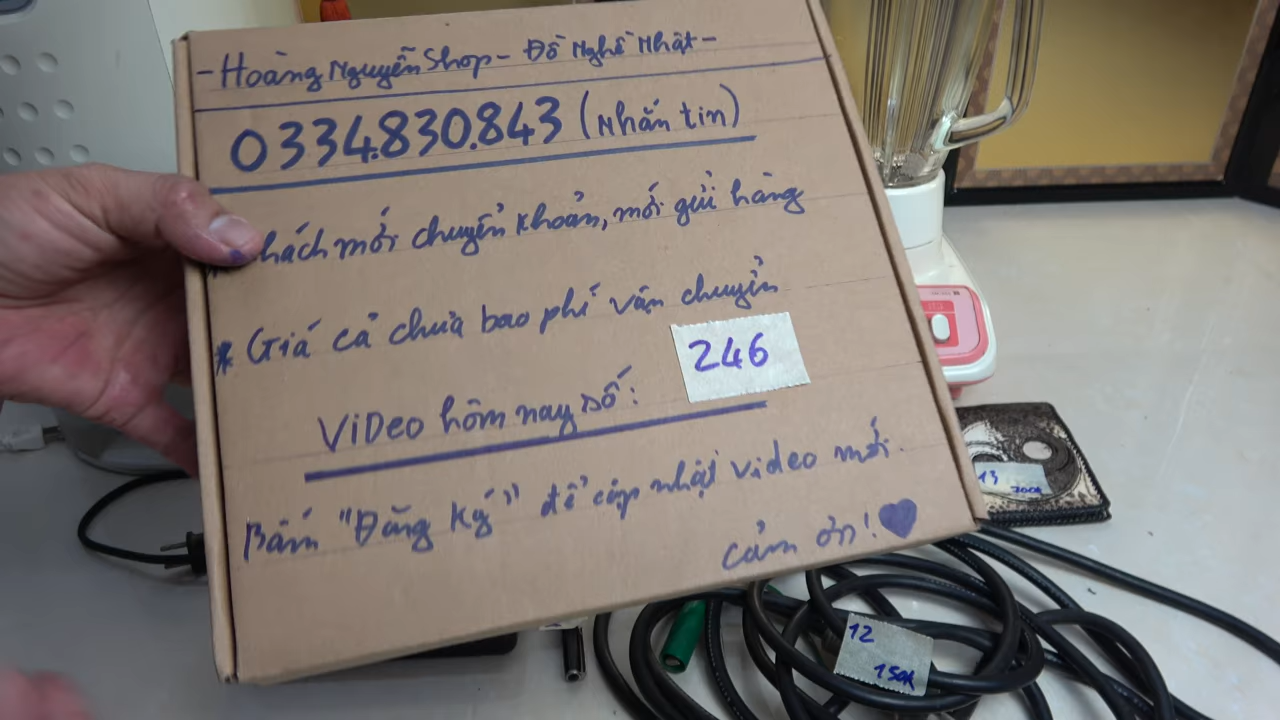 - Hoàng Nguyễn Shop - Đồ Nghề Nhật -
0334.830.843 (Nhắn tin)
* Khách mới chuyển khoản, mới gửi hàng
* Giá cả chưa bao phí vận chuyển
ViDeo hôm nay số: 246
Bấm "Đăng ký" để cập nhật video mới.
cảm ơn! ♥
13
300k
12
150k